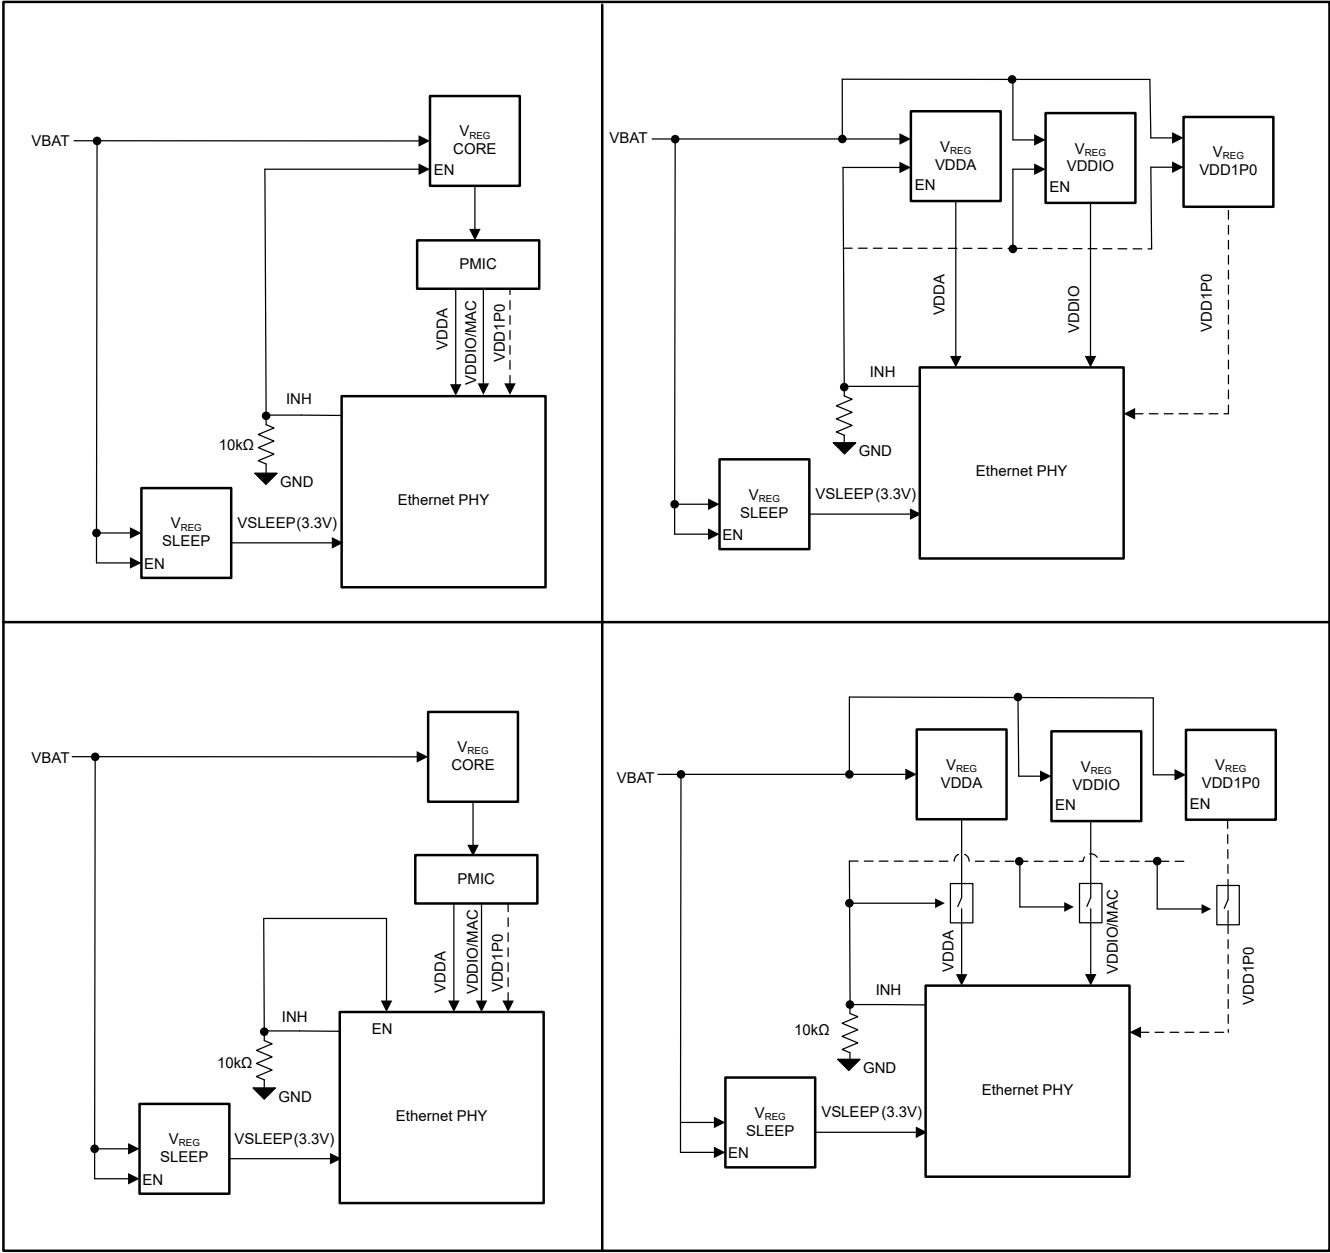 VBAT
VREG
CORE
EN
PMIC
VDDA
VDDIO/MAC
VDD1P0
INH
10kΩ
GND
Ethernet PHY
VREG
SLEEP
EN
VSLEEP(3.3V)
VBAT
VREG
VDDA
EN
VREG
VDDIO
EN
VREG
VDD1P0
VDDA
VDDIO
VDD1P0
INH
GND
Ethernet PHY
VREG
SLEEP
EN
VSLEEP(3.3V)
VBAT
VREG
CORE
PMIC
VDDA
VDDIO/MAC
VDD1P0
INH
EN
10kΩ
GND
Ethernet PHY
VREG
SLEEP
EN
VSLEEP(3.3V)
VBAT
VREG
VDDA
VREG
VDDIO
EN
VREG
VDD1P0
EN
VDDA
VDDIO/MAC
VDD1P0
INH
10kΩ
GND
Ethernet PHY
VREG
SLEEP
EN
VSLEEP(3.3V)